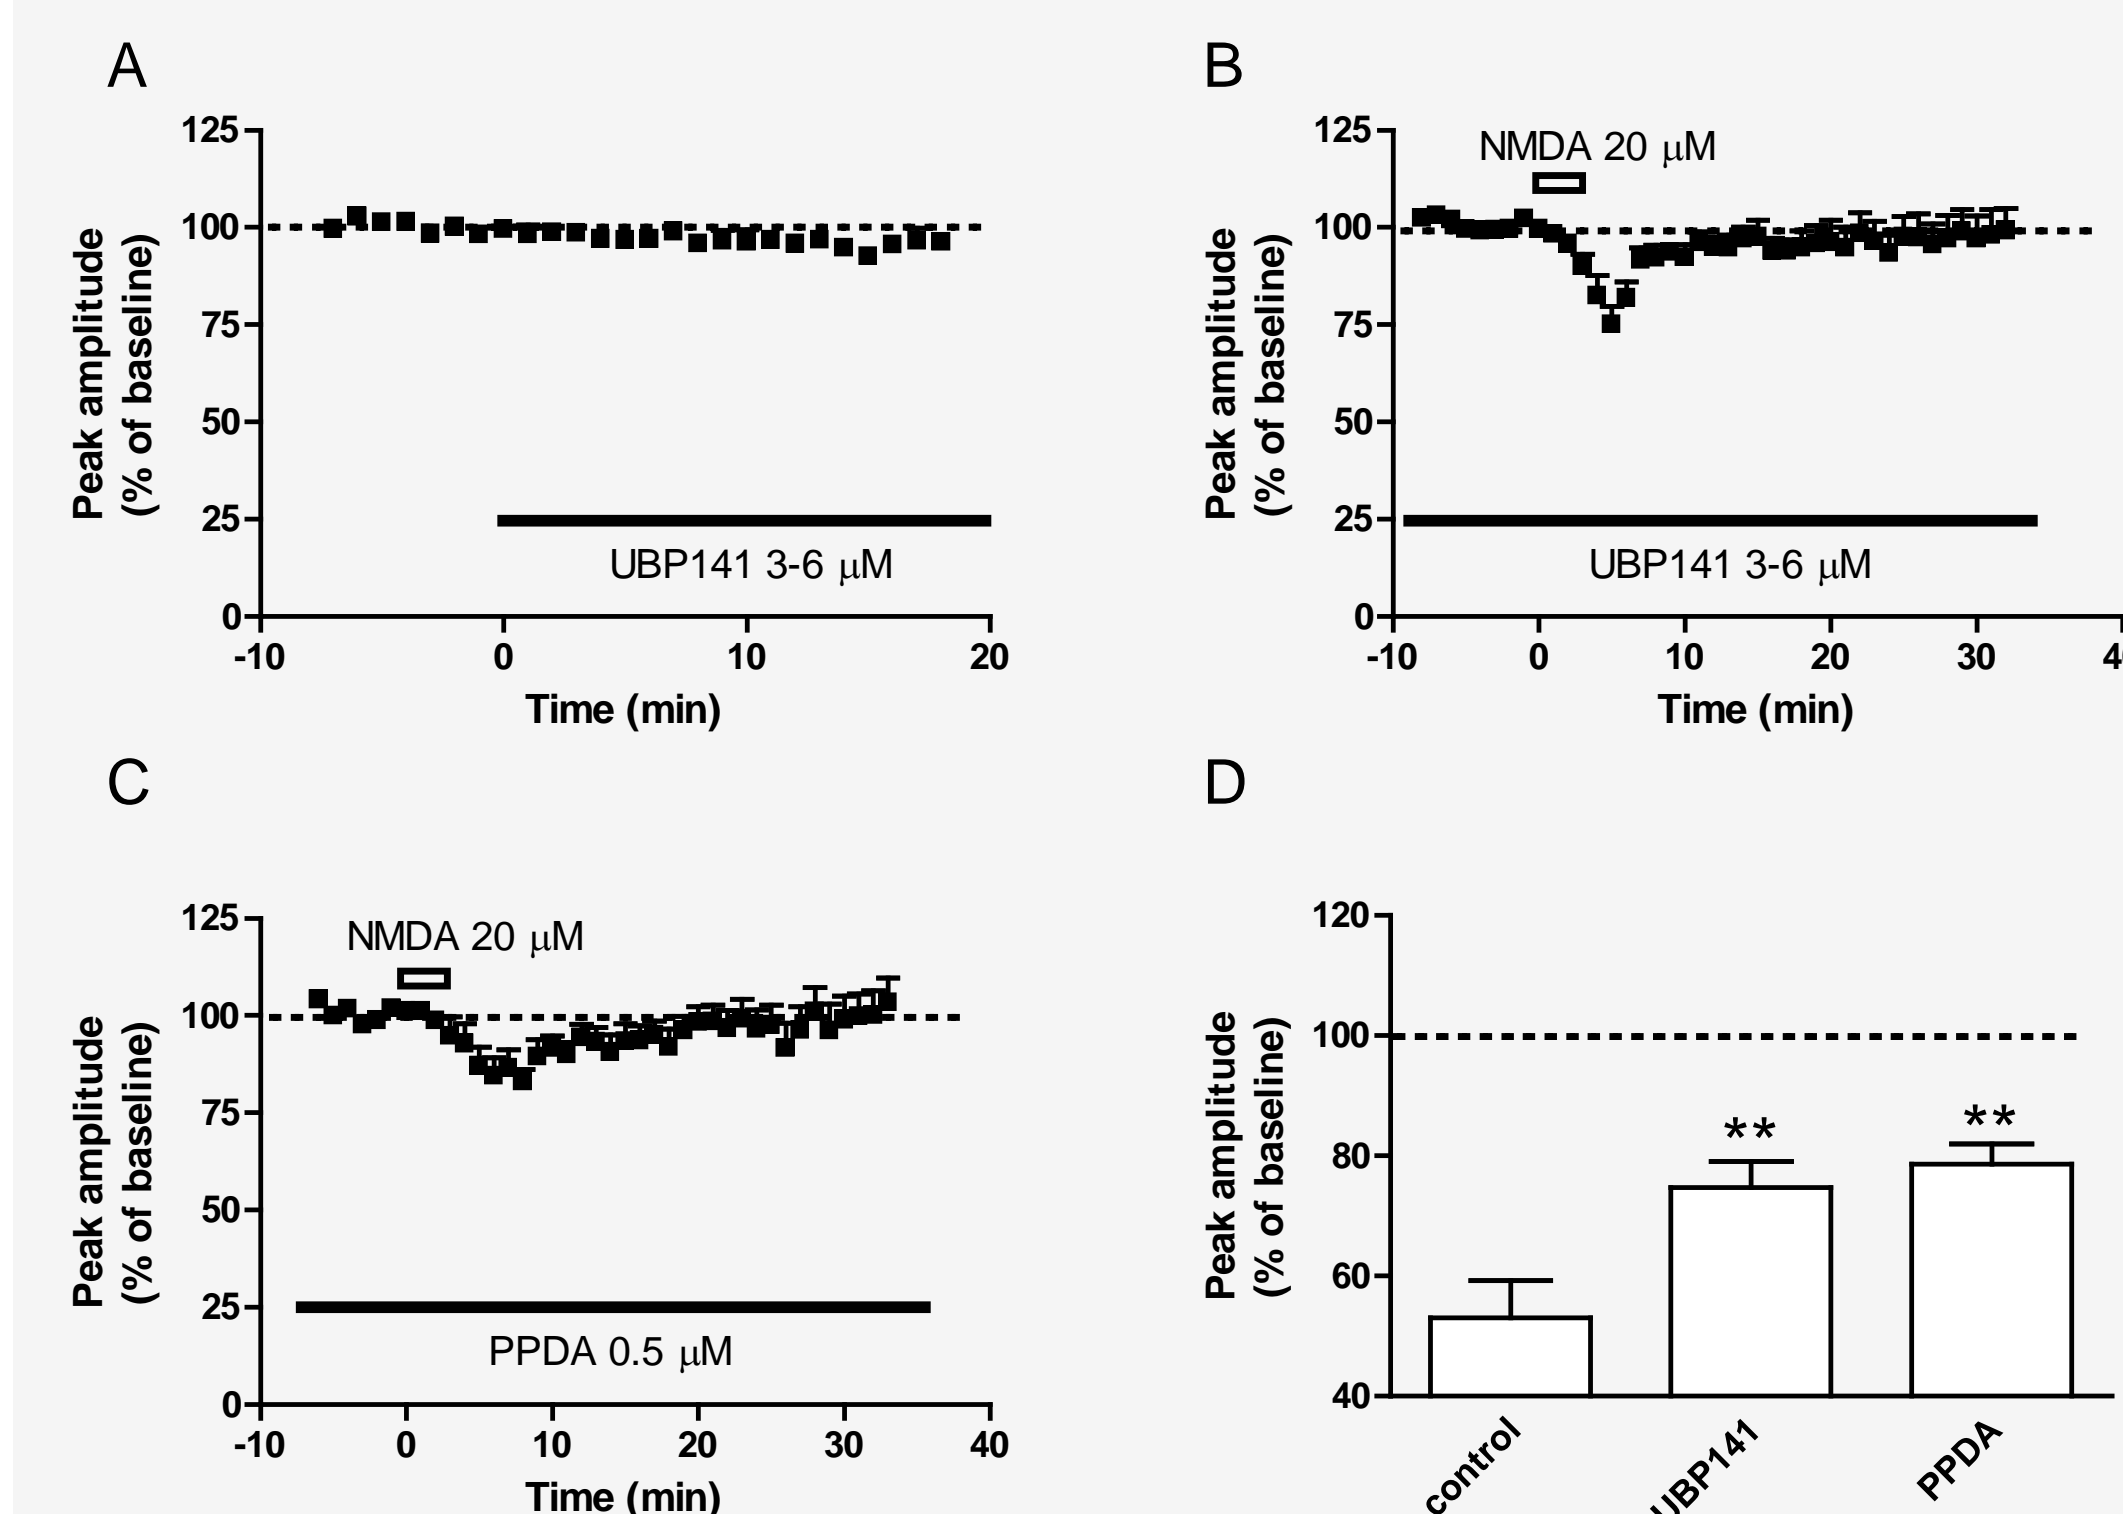 A
125
100
75
50
25
0
Peak amplitude
(% of baseline)
UBP141 3-6 μM
-10 0 10 20
Time (min)
B
125
100
75
50
25
0
Peak amplitude
(% of baseline)
NMDA 20 μM
UBP141 3-6 μM
-10 0 10 20 30
Time (min)
C
125
100
75
50
25
0
Peak amplitude
(% of baseline)
NMDA 20 μM
PPDA 0.5 μM
-10 0 10 20 30 40
Time (min)
D
120
100
80
60
40
Peak amplitude
(% of baseline)
** **
control UBP141 PPDA